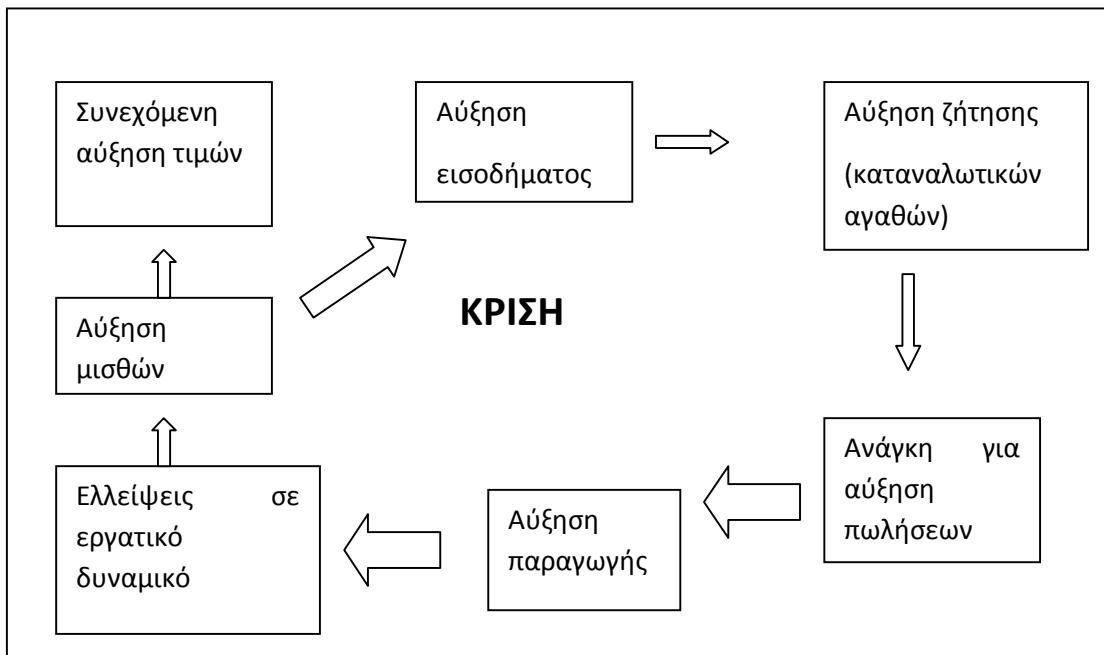 Συνεχόμενη
αύξηση τιμών
Αύξηση
εισοδήματος
Αύξηση ζήτησης
(καταναλωτικών
αγαθών)
ΚΡΙΣΗ
Αύξηση
μισθών
Ελλείψεις σε
εργατικό
δυναμικό
Αύξηση
παραγωγής
Ανάγκη για
αύξηση
πωλήσεων